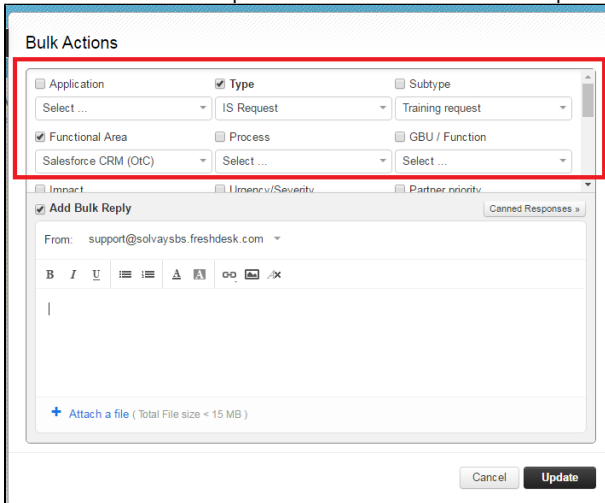 Bulk Actions
Application Type Subtype
Select ... IS Request Training request
Functional Area Process GBU / Function
Salesforce CRM (OtC) Select ... Select ...
Impact Urgency/Severity Partner priority
Add Bulk Reply Canned Responses »
From: support@solvaysbs.freshdesk.com
B I U A A
+ Attach a file ( Total File size < 15 MB )
Cancel Update